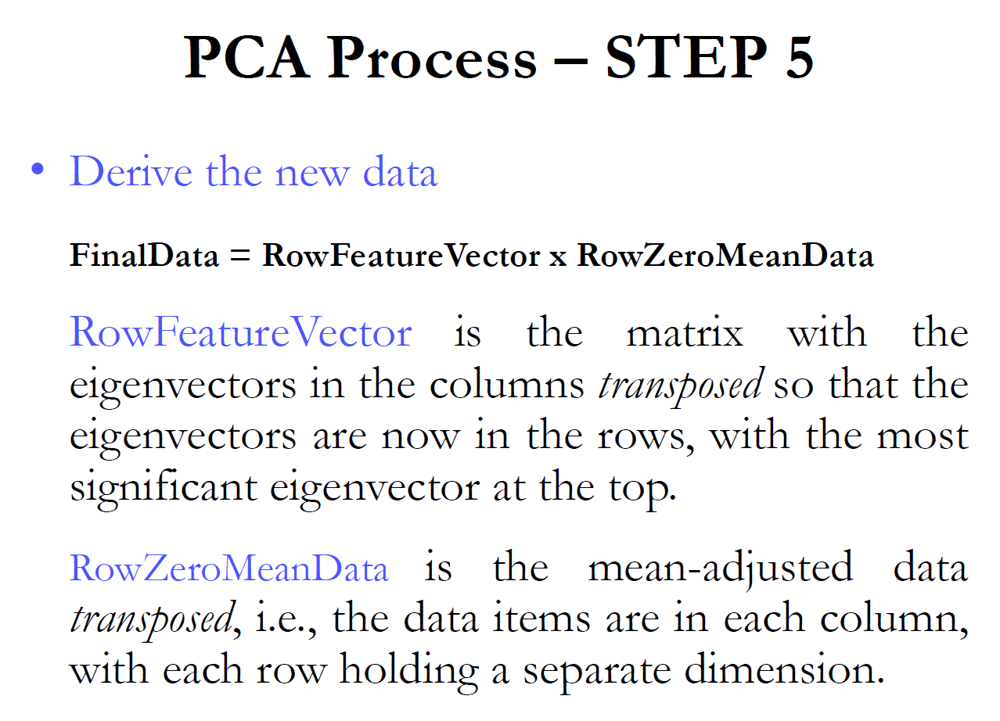 PCA Process – STEP 5
• Derive the new data
FinalData = RowFeatureVector x RowZeroMeanData
RowFeatureVector is the matrix with the
eigenvectors in the columns transposed so that the
eigenvectors are now in the rows, with the most
significant eigenvector at the top.
RowZeroMeanData is the mean-adjusted data
transposed, i.e., the data items are in each column,
with each row holding a separate dimension.